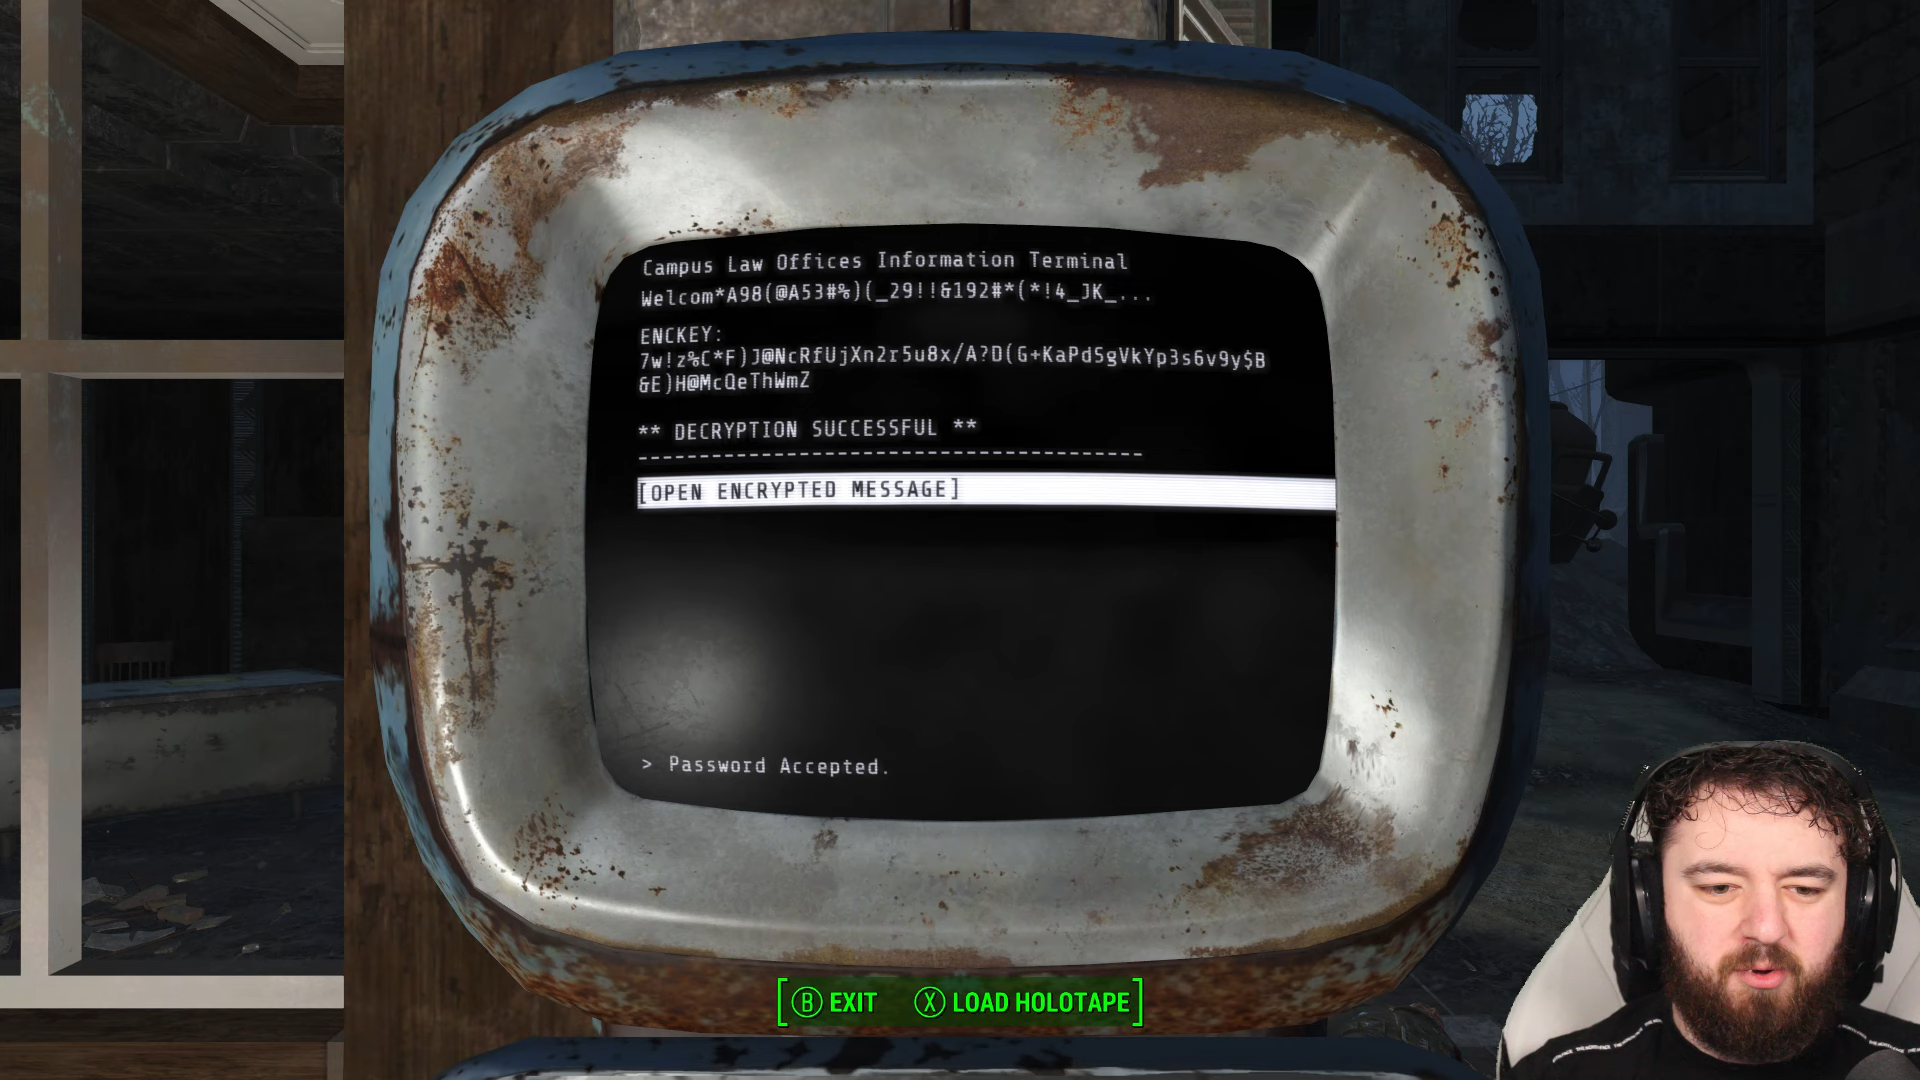 Campus Law Offices Information Terminal
Welcom*A98(@A53#%)(_29!!&192#*(*!4_JK_...
ENCKEY:
7w!z%C*F)J@NcRfUjXn2r5u8x/A?D(G+KaPdSgVkYp3s6v9y$B
&E)H@McQeThWmZ
** DECRYPTION SUCCESSFUL **
[OPEN ENCRYPTED MESSAGE]
> Password Accepted.
(B) EXIT (X) LOAD HOLOTAPE